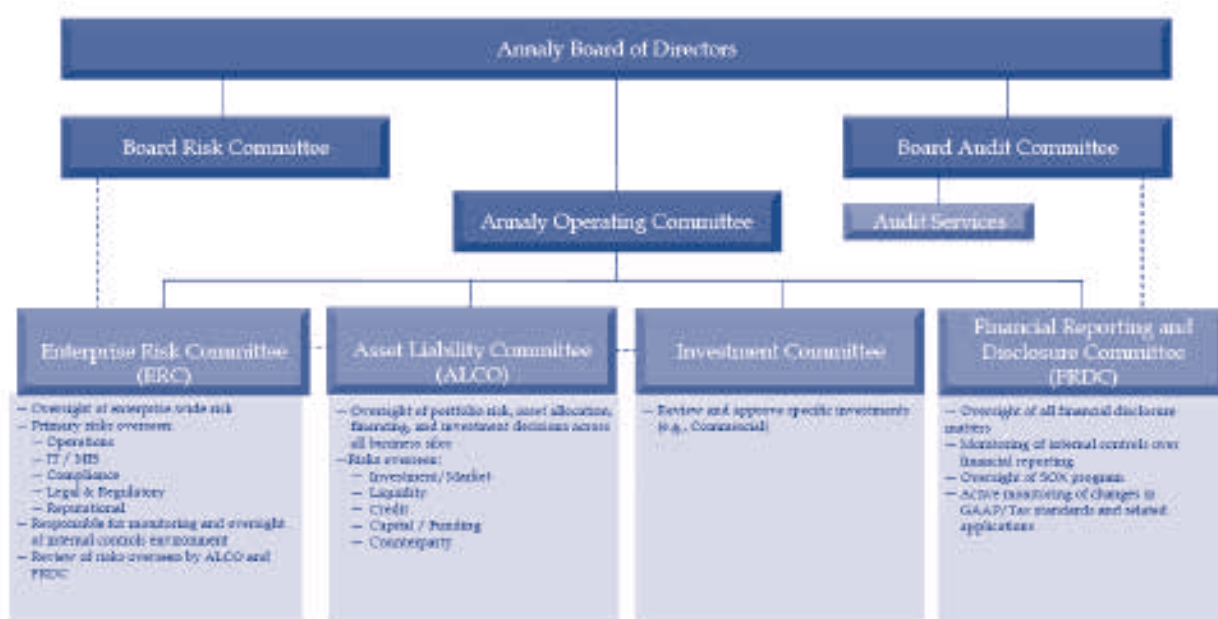 Annaly Board of Directors
Board Risk Committee
Board Audit Committee
Annaly Operating Committee
Audit Services
Enterprise Risk Committee
(ERC)
– Oversight of enterprise wide risk
– Primary risks overseen:
– Operations
– IT / MIS
– Compliance
– Legal & Regulatory
– Reputational
– Responsible for monitoring and oversight
of internal controls environment
– Review of risks overseen by ALCO and
FRDC
Asset Liability Committee
(ALCO)
– Oversight of portfolio risk, asset allocation,
financing, and investment decisions across
all business
– Risks overseen:
– Investment/Market
– Liquidity
– Credit
– Capital / Funding
– Counterparty
Investment Committee
– Review and approve specific investments
(e.g., Commercial)
Financial Reporting and
Disclosure Committee
(FRDC)
– Oversight of all financial disclosure
matters
– Monitoring of internal controls over
financial reporting
– Oversight of SOX program
– Active monitoring of changes in
GAAP/Tax standards and related
applications